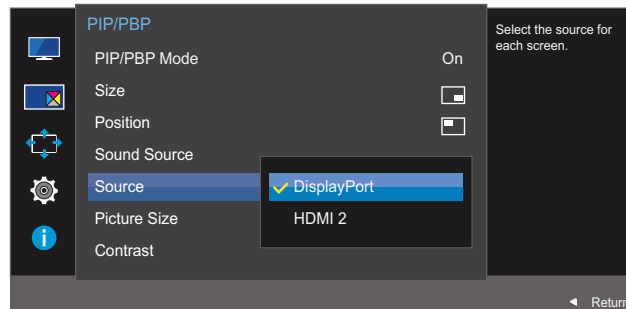 PIP/PBP
Select the source for
each screen.
PIP/PBP Mode On
Size
Position
Sound Source
Source
DisplayPort
Picture Size
HDMI 2
Contrast
Return